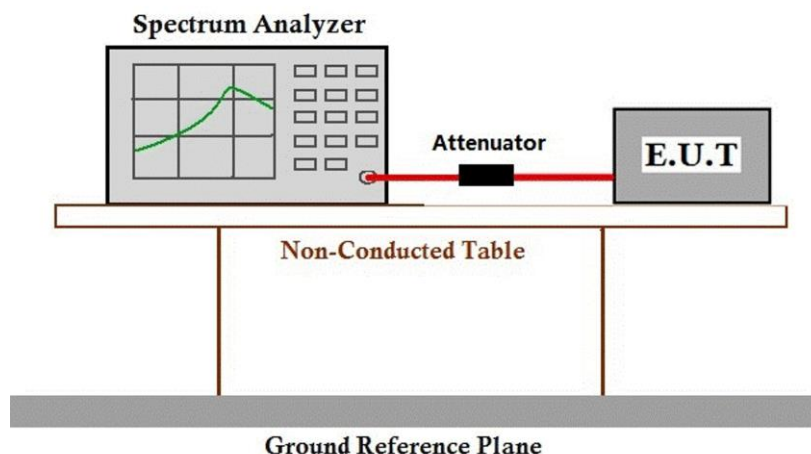 Spectrum Analyzer
Attenuator
E.U.T
Non-Conducted Table
Ground Reference Plane